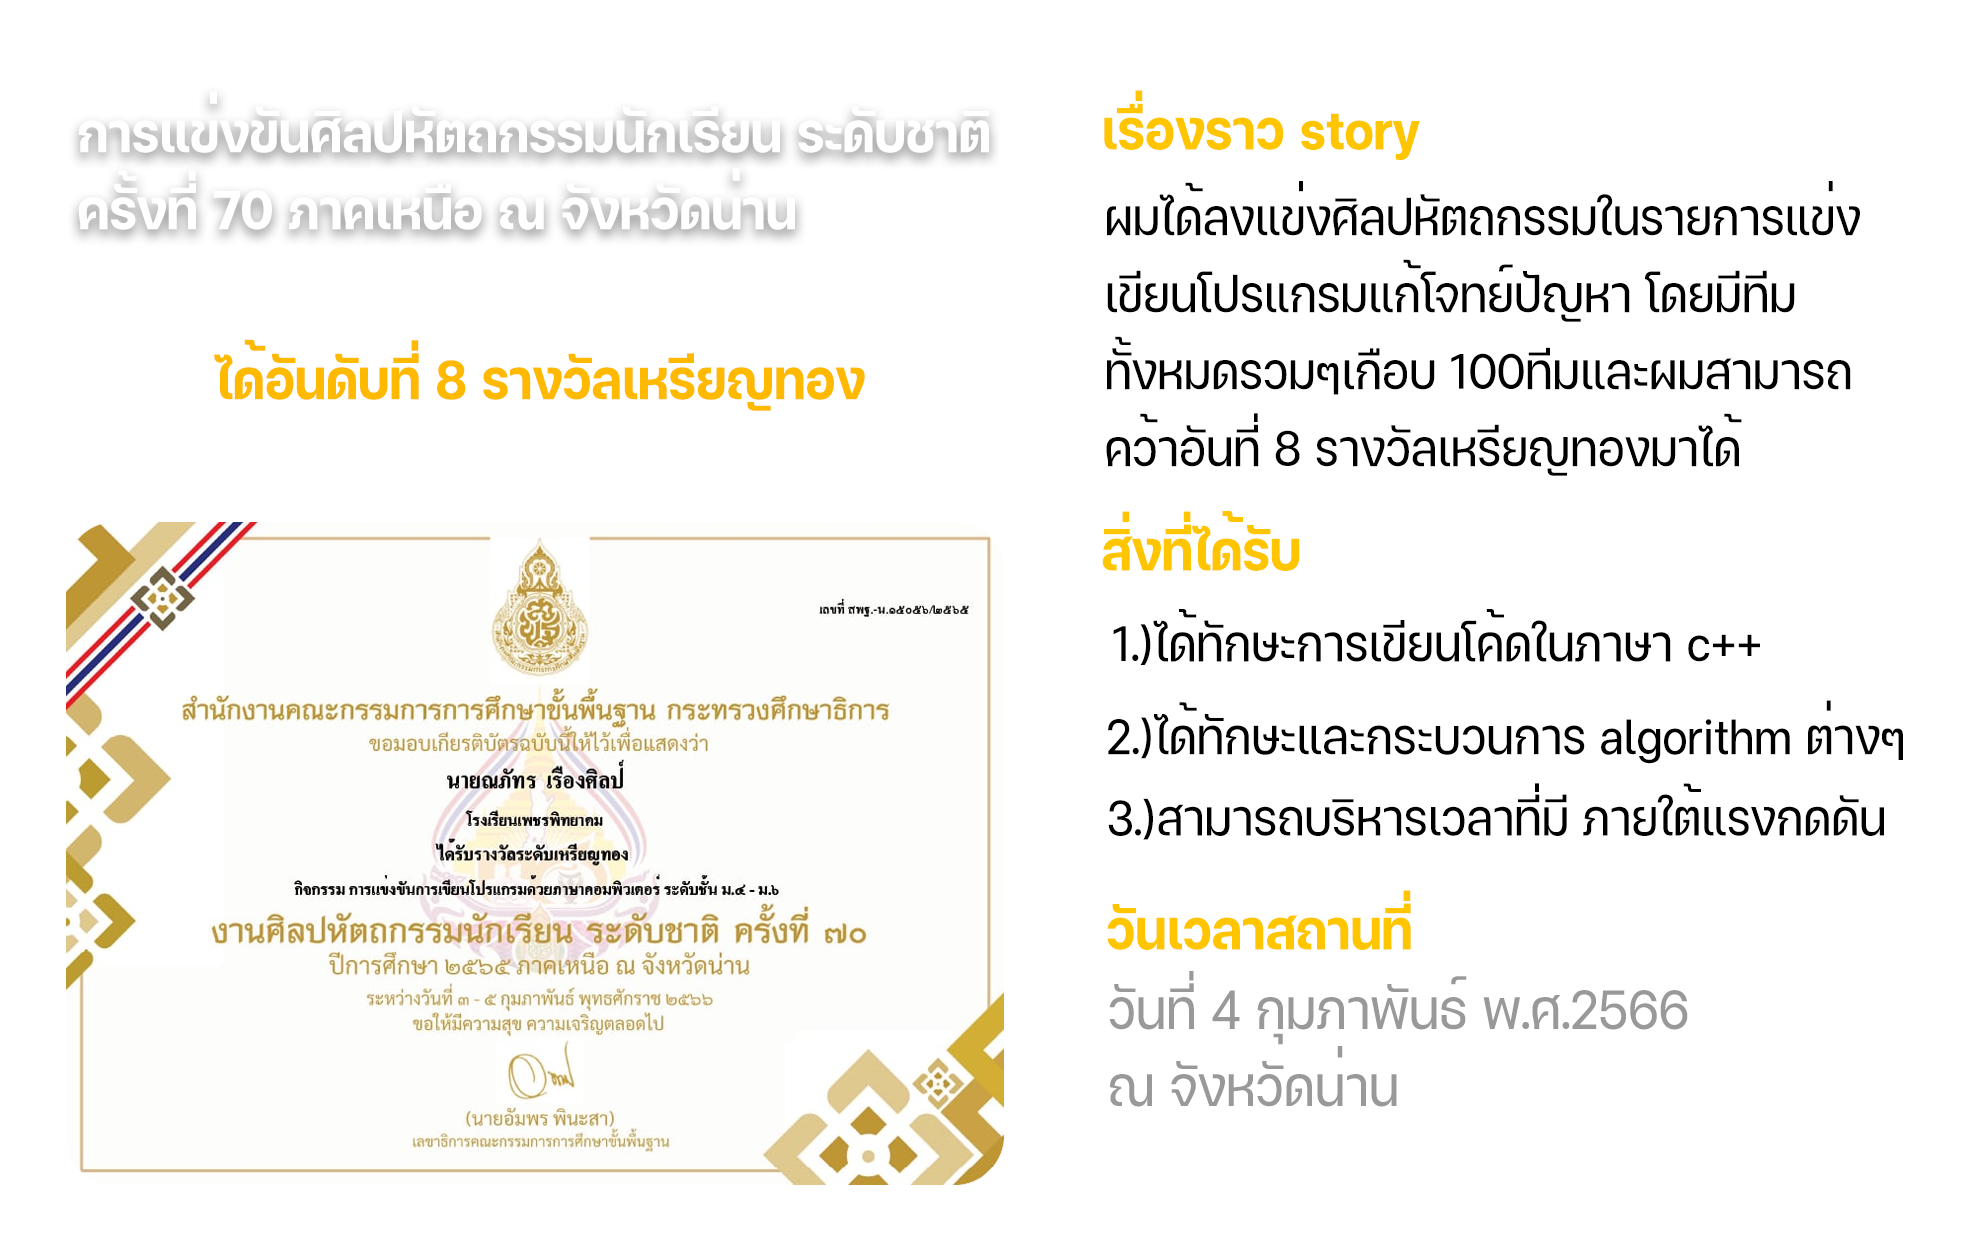 การแข่งขันศิลปหัตถกรรมนักเรียน ระดับชาติ
ครั้งที่ 70 ภาคเหนือ ณ จังหวัดน่าน
ได้อันดับที่ 8 รางวัลเหรียญทอง
เลขที่ สพฐ.-น.๑๕๐๕๖/๒๕๖๕
สำนักงานคณะกรรมการการศึกษาขั้นพื้นฐาน กระทรวงศึกษาธิการ
ขอมอบเกียรติบัตรฉบับนี้ให้ไว้เพื่อแสดงว่า
นายณภัทร เรืองศิลป์
โรงเรียนเพชรพิทยาคม
ได้รับรางวัลระดับเหรียญทอง
กิจกรรม การแข่งขันการเขียนโปรแกรมด้วยภาษาคอมพิวเตอร์ ระดับชั้น ม.๔ - ม.๖
งานศิลปหัตถกรรมนักเรียน ระดับชาติ ครั้งที่ ๗๐
ปีการศึกษา ๒๕๖๕ ภาคเหนือ ณ จังหวัดน่าน
ระหว่างวันที่ ๓ - ๕ กุมภาพันธ์ พุทธศักราช ๒๕๖๖
ขอให้มีความสุข ความเจริญตลอดไป
(นายอัมพร พินะสา)
เลขาธิการคณะกรรมการการศึกษาขั้นพื้นฐาน
เรื่องราว story
ผมได้ลงแข่งศิลปหัตถกรรมในรายการแข่ง
เขียนโปรแกรมแก้โจทย์ปัญหา โดยมีทีม
ทั้งหมดรวมๆเกือบ 100ทีมและผมสามารถ
คว้าอันที่ 8 รางวัลเหรียญทองมาได้
สิ่งที่ได้รับ
1.)ได้ทักษะการเขียนโค้ดในภาษา c++
2.)ได้ทักษะและกระบวนการ algorithm ต่างๆ
3.)สามารถบริหารเวลาที่มี ภายใต้แรงกดดัน
วันเวลาสถานที่
วันที่ 4 กุมภาพันธ์ พ.ศ.2566
ณ จังหวัดน่าน